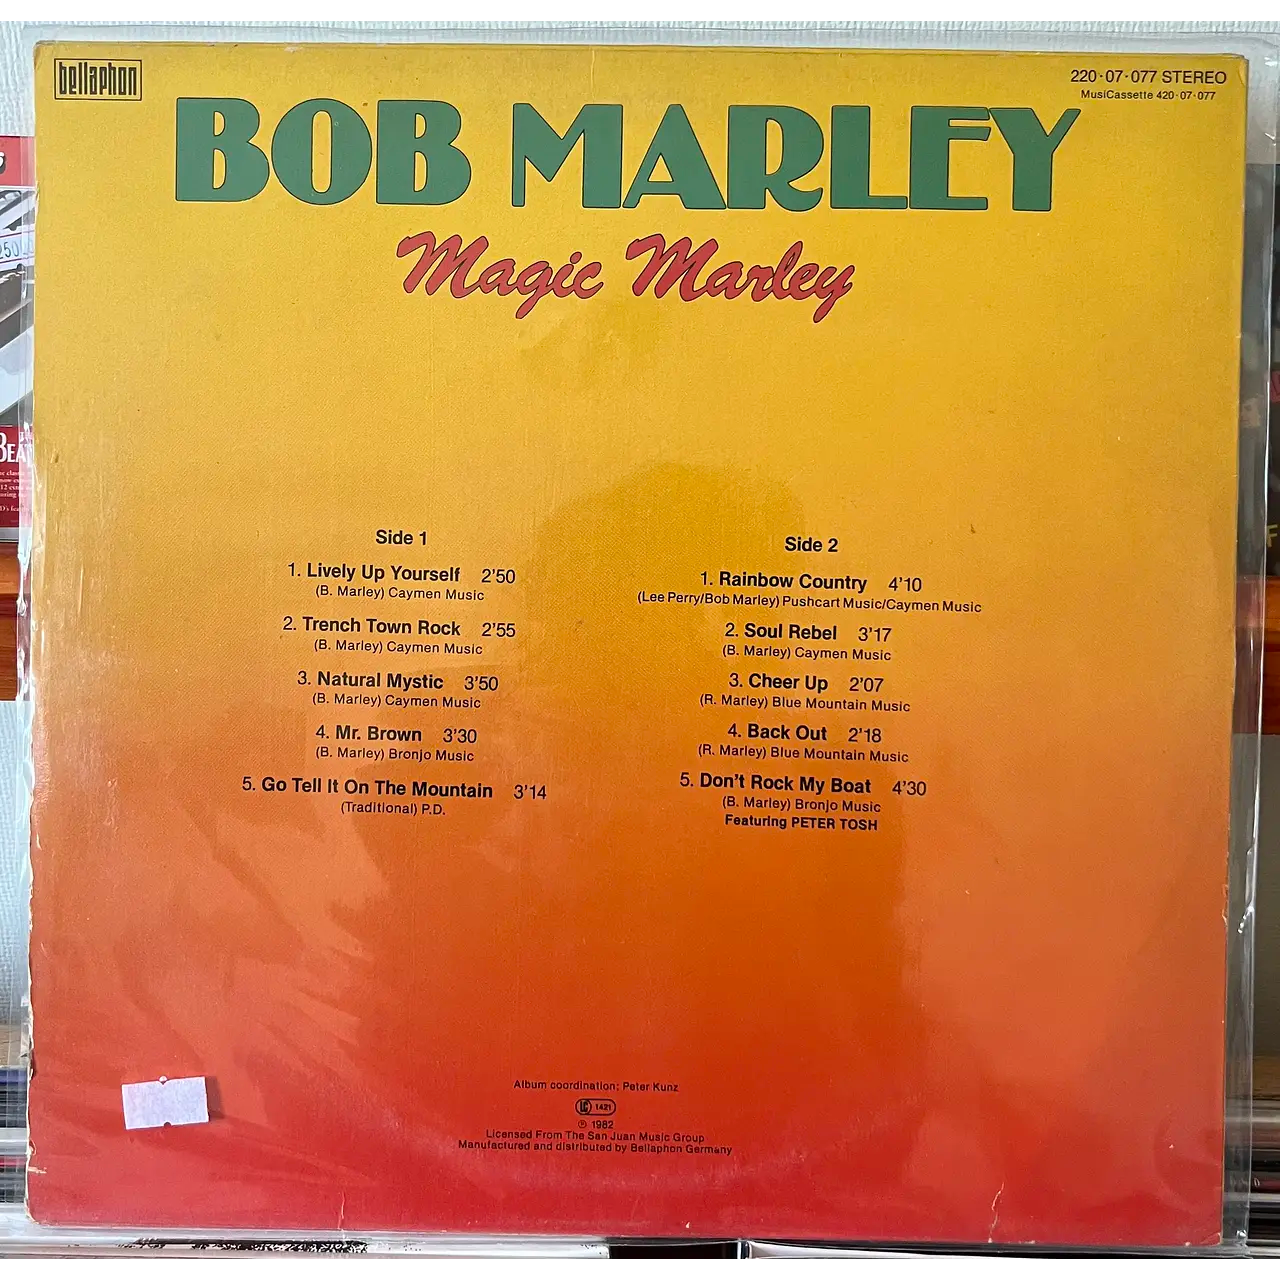 bellaphon
220·07·077 STEREO
MusiCassette 420·07·077
BOB MARLEY
Magic Marley
Side 1
1. Lively Up Yourself 2'50
(B. Marley) Caymen Music
2. Trench Town Rock 2'55
(B. Marley) Caymen Music
3. Natural Mystic 3'50
(B. Marley) Caymen Music
4. Mr. Brown 3'30
(B. Marley) Bronjo Music
5. Go Tell It On The Mountain 3'14
(Traditional) P.D.
Side 2
1. Rainbow Country 4'10
(Lee Perry/Bob Marley) Pushcart Music/Caymen Music
2. Soul Rebel 3'17
(B. Marley) Caymen Music
3. Cheer Up 2'07
(R. Marley) Blue Mountain Music
4. Back Out 2'18
(R. Marley) Blue Mountain Music
5. Don't Rock My Boat 4'30
(B. Marley) Bronjo Music
Featuring PETER TOSH
Album coordination: Peter Kunz
LC 1421
℗ 1982
Licensed From The San Juan Music Group
Manufactured and distributed by Bellaphon Germany